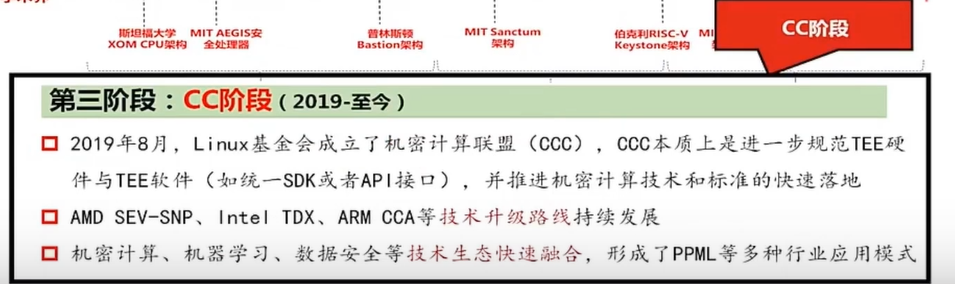 斯坦福大学
XOM CPU架构
MIT AEGIS安
全处理器
普林斯顿
Bastion架构
MIT Sanctum
架构
伯克利RISC-V
Keystone架构
CC阶段
第三阶段：CC阶段（2019-至今）
2019年8月，Linux基金会成立了机密计算联盟（CCC），CCC本质上是进一步规范TEE硬
件与TEE软件（如统一SDK或者API接口），并推进机密计算技术和标准的快速落地
AMD SEV-SNP、Intel TDX、ARM CCA等技术升级路线持续发展
机密计算、机器学习、数据安全等技术生态快速融合，形成了PPML等多种行业应用模式